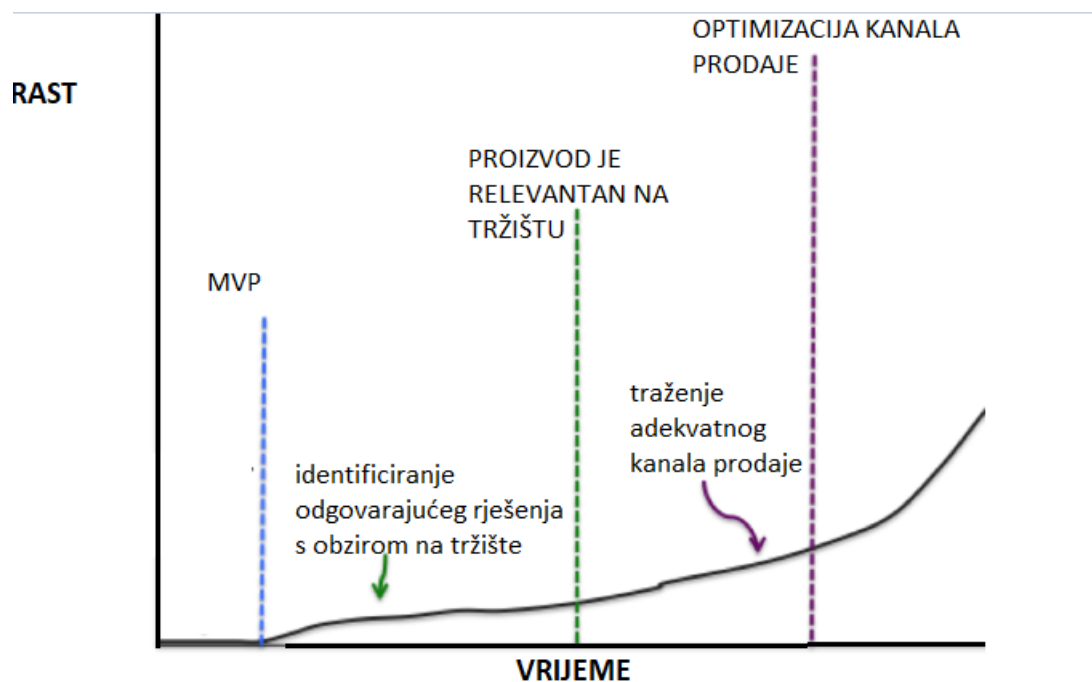 OPTIMIZACIJA KANALA
PRODAJE
RAST
PROIZVOD JE
RELEVANTAN NA
TRŽIŠTU
MVP
traženje
adekvatnog
kanala prodaje
identificiranje
odgovarajućeg rješenja
s obzirom na tržište
VRIJEME